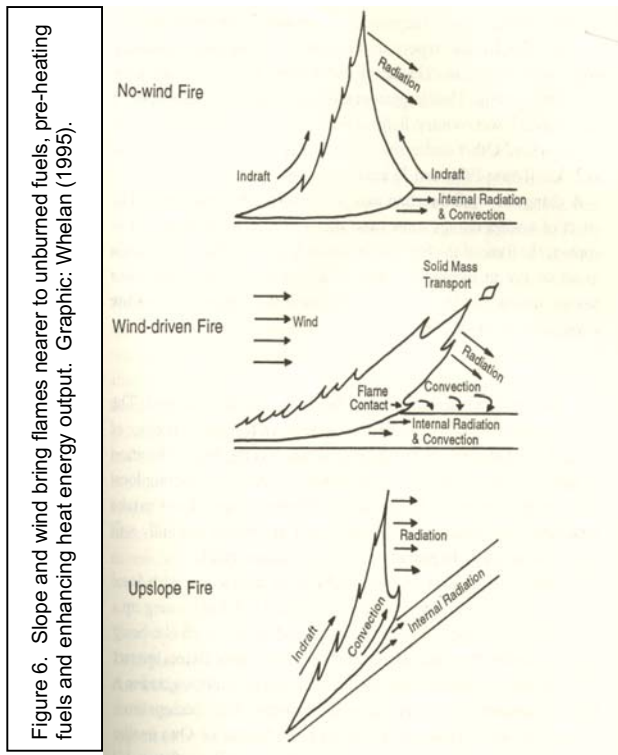 Figure 6.  Slope and wind bring flames nearer to unburned fuels, pre-heating
fuels and enhancing heat energy output.  Graphic: Whelan (1995).
No-wind Fire
Radiation
Indraft
Indraft
Internal Radiation
& Convection
Wind-driven Fire
Wind
Solid Mass
Transport
Radiation
Flame
Contact
Convection
Internal Radiation
& Convection
Upslope Fire
Radiation
Indraft
Convection
Internal Radiation